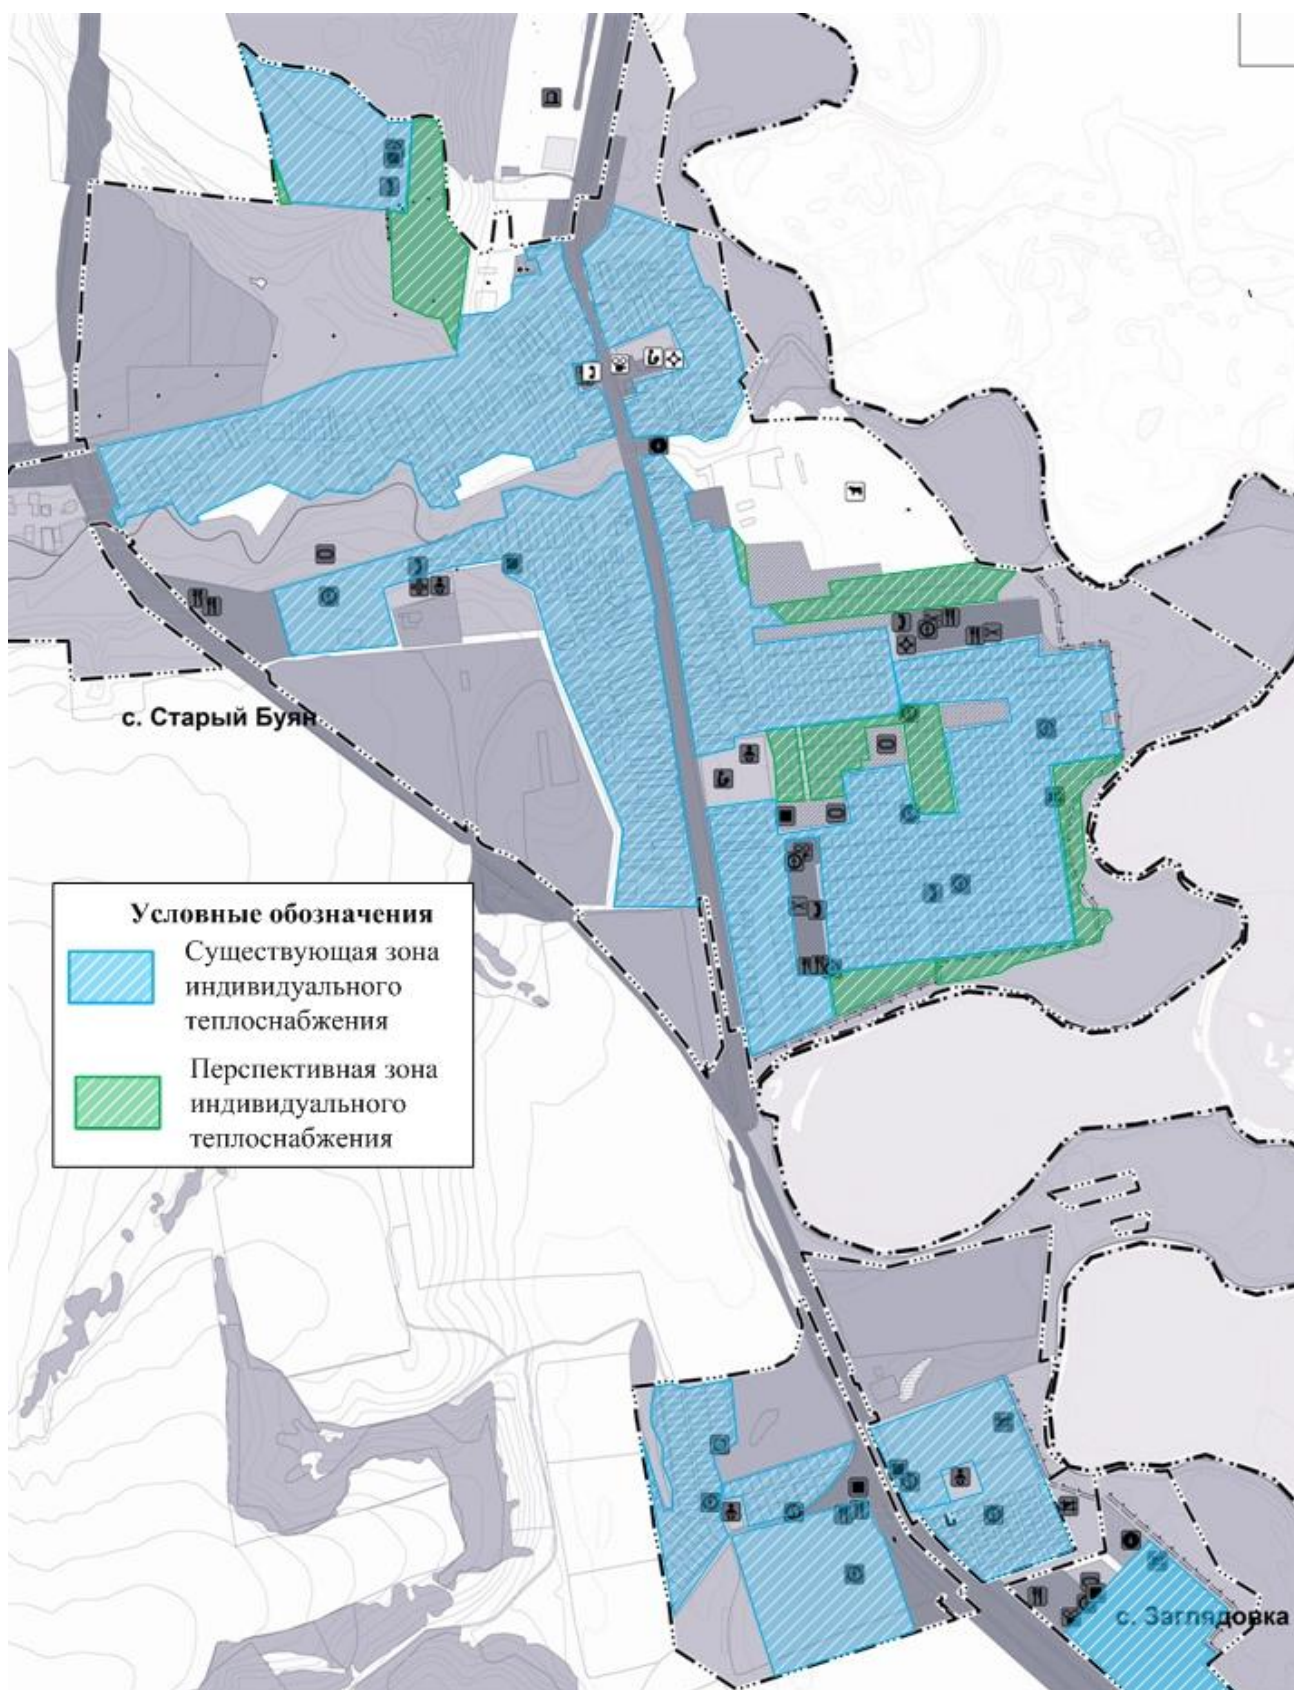 с. Старый Буян
Условные обозначения
Существующая зона
индивидуального
теплоснабжения
Перспективная зона
индивидуального
теплоснабжения
с. Заглядовка